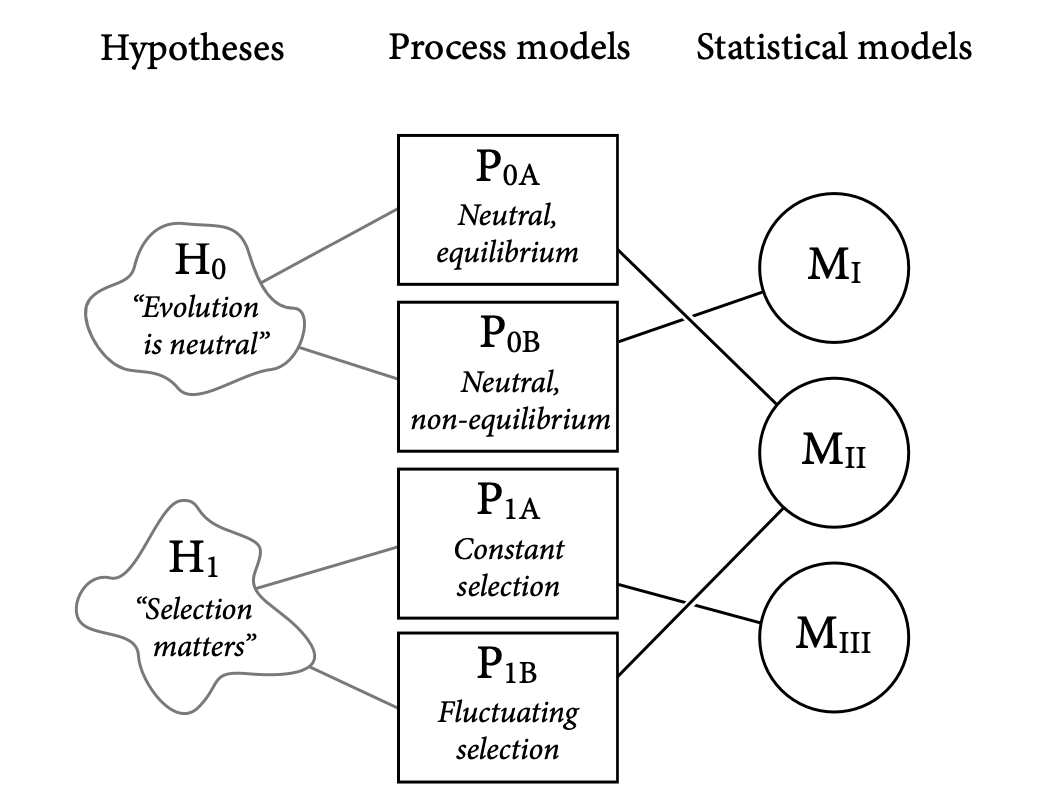 Hypotheses
Process models
Statistical models
H0
“Evolution
is neutral”
H1
“Selection
matters”
P0A
Neutral,
equilibrium
P0B
Neutral,
non-equilibrium
P1A
Constant
selection
P1B
Fluctuating
selection
MI
MII
MIII